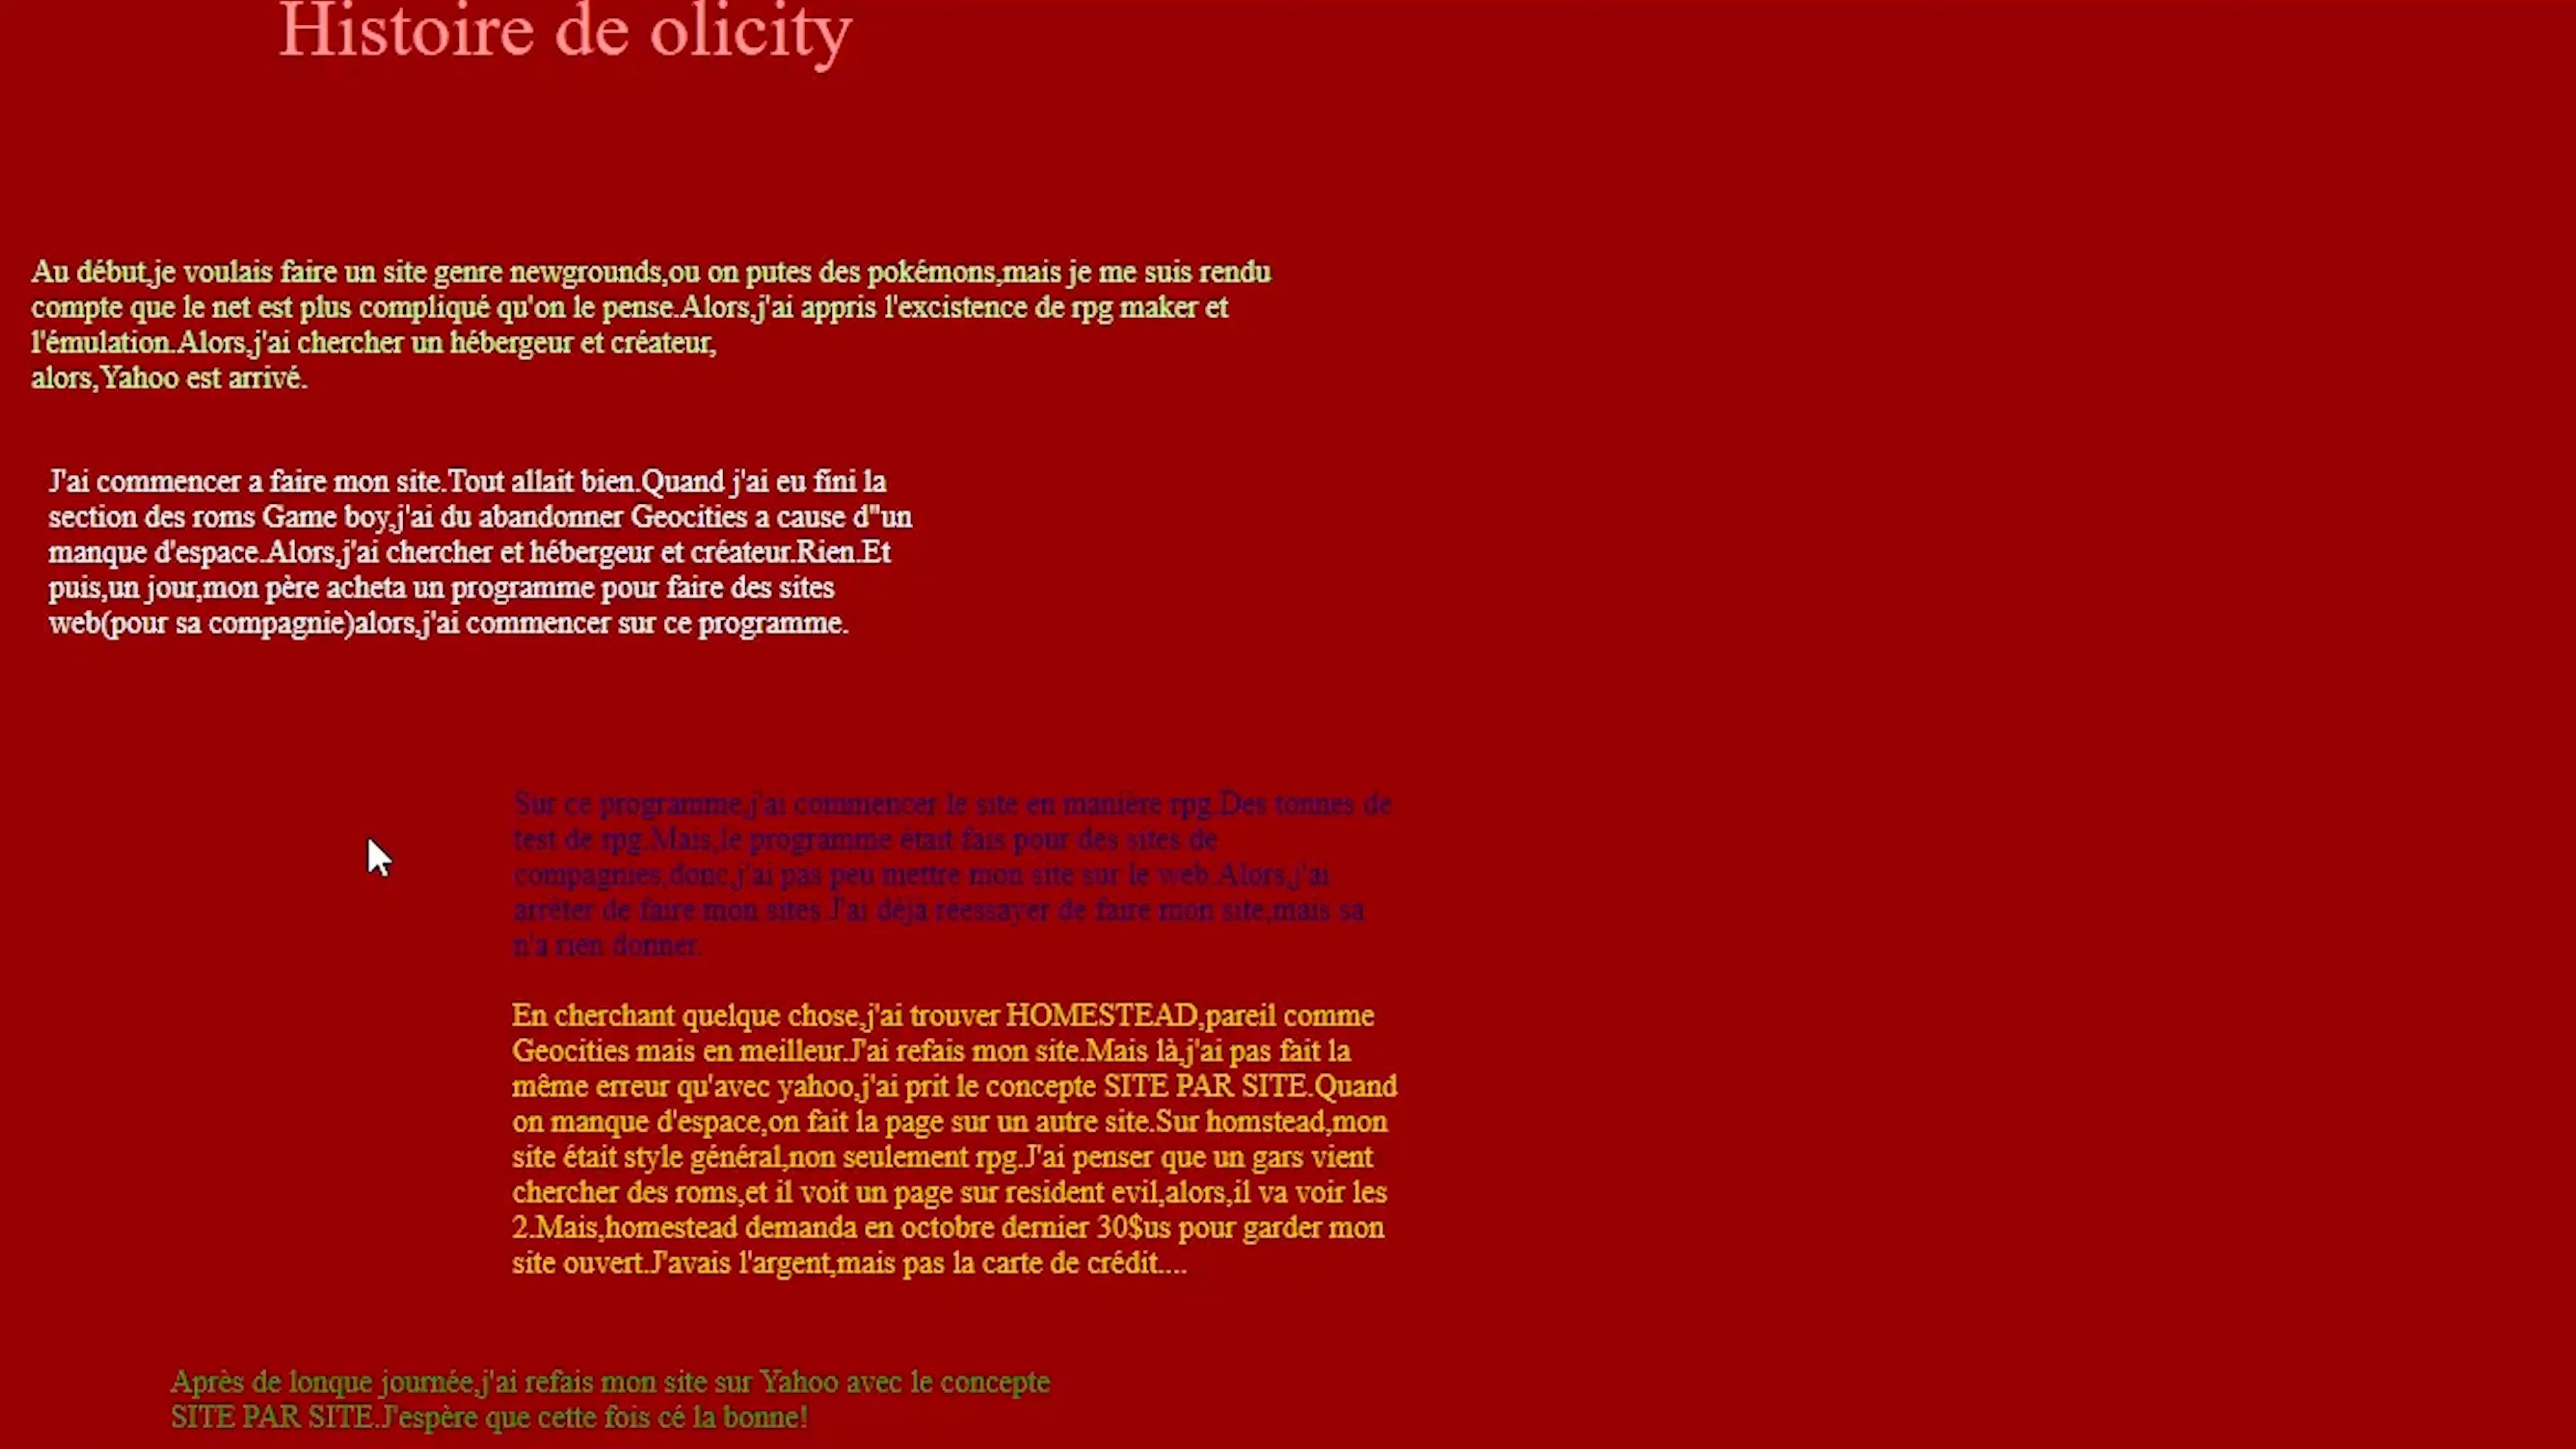 Histoire de olicity
Au début,je voulais faire un site genre newgrounds,ou on putes des pokémons,mais je me suis rendu
compte que le net est plus compliqué qu'on le pense.Alors,j'ai appris l'excistence de rpg maker et
l'émulation.Alors,j'ai chercher un hébergeur et créateur,
alors,Yahoo est arrivé.
J'ai commencer a faire mon site.Tout allait bien.Quand j'ai eu fini la
section des roms Game boy,j'ai du abandonner Geocities a cause d"un
manque d'espace.Alors,j'ai chercher et hébergeur et créateur.Rien.Et
puis,un jour,mon père acheta un programme pour faire des sites
web(pour sa compagnie)alors,j'ai commencer sur ce programme.
Sur ce programme,j'ai commencer le site en manière rpg.Des tonnes de
test de rpg.Mais,le programme était fais pour des sites de
compagnies,donc,j'ai pas peu mettre mon site sur le web.Alors,j'ai
arrêter de faire mon sites.J'ai déjà réessayer de faire mon site,mais sa
n'a rien donner.
En cherchant quelque chose,j'ai trouver HOMESTEAD,pareil comme
Geocities mais en meilleur.J'ai refais mon site.Mais là,j'ai pas fait la
même erreur qu'avec yahoo,j'ai prit le concepte SITE PAR SITE.Quand
on manque d'espace,on fait la page sur un autre site.Sur homstead,mon
site était style général,non seulement rpg.J'ai penser que un gars vient
chercher des roms,et il voit un page sur resident evil,alors,il va voir les
2.Mais,homestead demanda en octobre dernier 30$us pour garder mon
site ouvert.J'avais l'argent,mais pas la carte de crédit....
Après de lonque journée,j'ai refais mon site sur Yahoo avec le concepte
SITE PAR SITE.J'espère que cette fois cé la bonne!